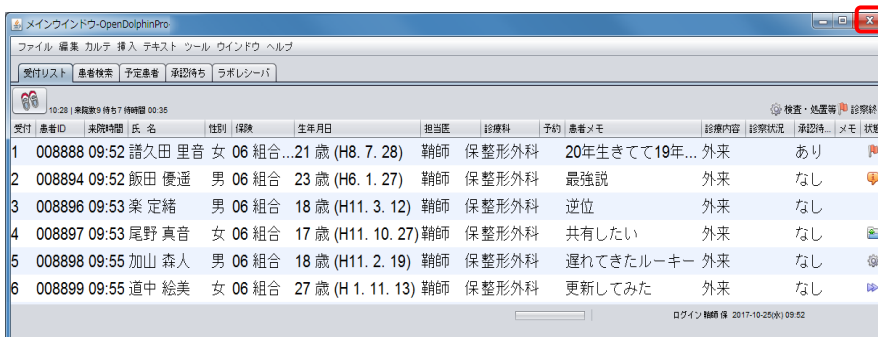 メインウインドウ-OpenDolphinPro-
ファイル 編集 カルテ 挿入 テキスト ツール ウインドウ ヘルプ
受付リスト 患者検索 予定患者 承認待ち ラボレシーバ
10:28 | 来院数9 待ち7 待時間 00:35 検査・処置等 診察終
受付 患者ID 来院時間 氏 名 性別 保険 生年月日 担当医 診療科 予約 患者メモ 診療内容 診察状況 承認待... メモ 状態
1 008888 09:52 譜久田 里音 女 06 組合...21 歳 (H8. 7. 28) 鞘師 保 整形外科 20年生きてて19年... 外来 あり
2 008894 09:52 飯田 優遥 男 06 組合 23 歳 (H6. 1. 27) 鞘師 保 整形外科 最強説 外来 なし
3 008896 09:53 楽 定緒 男 06 組合 18 歳 (H11. 3. 12) 鞘師 保 整形外科 逆位 外来 なし
4 008897 09:53 尾野 真音 女 06 組合 17 歳 (H11. 10. 27) 鞘師 保 整形外科 共有したい 外来 なし
5 008898 09:55 加山 森人 男 06 組合 18 歳 (H11. 2. 19) 鞘師 保 整形外科 遅れてきたルーキー 外来 なし
6 008899 09:55 道中 絵美 女 06 組合 27 歳 (H 1. 11. 13) 鞘師 保 整形外科 更新してみた 外来 なし
ログイン 鞘師 保 2017-10-25(水) 09:52